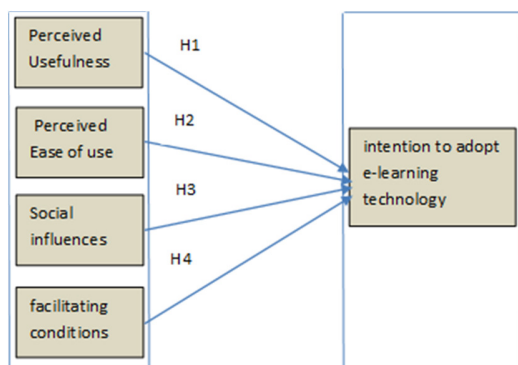 Perceived
Usefulness
H1
Perceived
Ease of use
H2
Social
influences
H3
facilitating
conditions
H4
intention to adopt
e-learning
technology